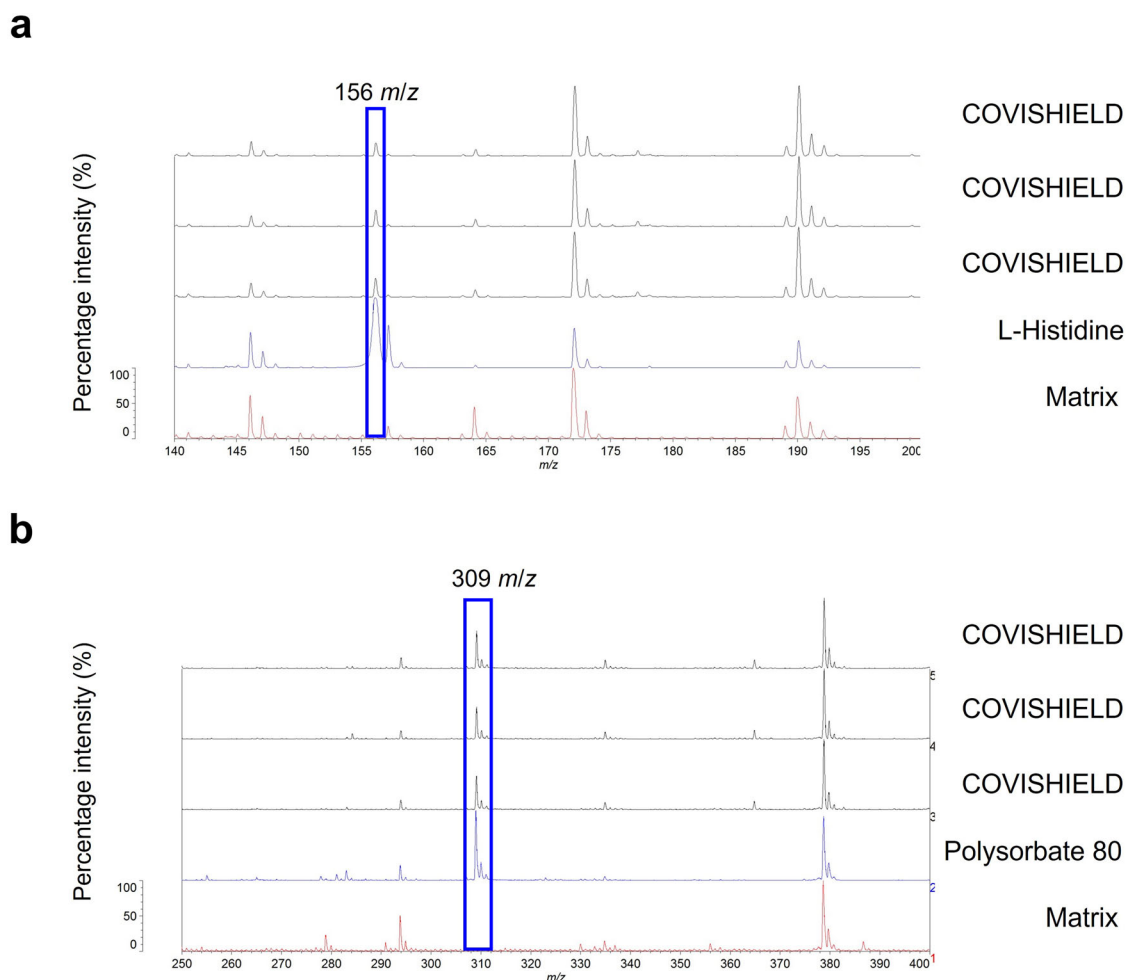 a
156 m/z
COVISHIELD
COVISHIELD
COVISHIELD
L-Histidine
Matrix
Percentage intensity (%)
100
50
0
140 145 150 155 160 165 170 175 180 185 190 195 200
m/z
b
309 m/z
COVISHIELD
5
COVISHIELD
4
COVISHIELD
3
Polysorbate 80
2
Matrix
1
Percentage intensity (%)
100
50
0
250 260 270 280 290 300 310 320 330 340 350 360 370 380 390 400
m/z